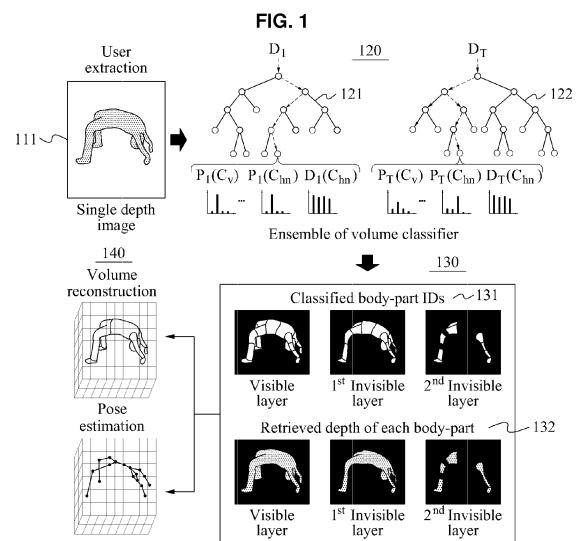 FIG. 1
User
extraction
111
Single depth
image
D1 120 DT
121
122
P1(Cv) P1(Chn) D1(Chn) PT(Cv) PT(Chn) DT(Chn)
... ...
Ensemble of volume classifier
140
Volume
reconstruction
Pose
estimation
130
Classified body-part IDs 131
Visible
layer
1st Invisible
layer
2nd Invisible
layer
Retrieved depth of each body-part 132
Visible
layer
1st Invisible
layer
2nd Invisible
layer